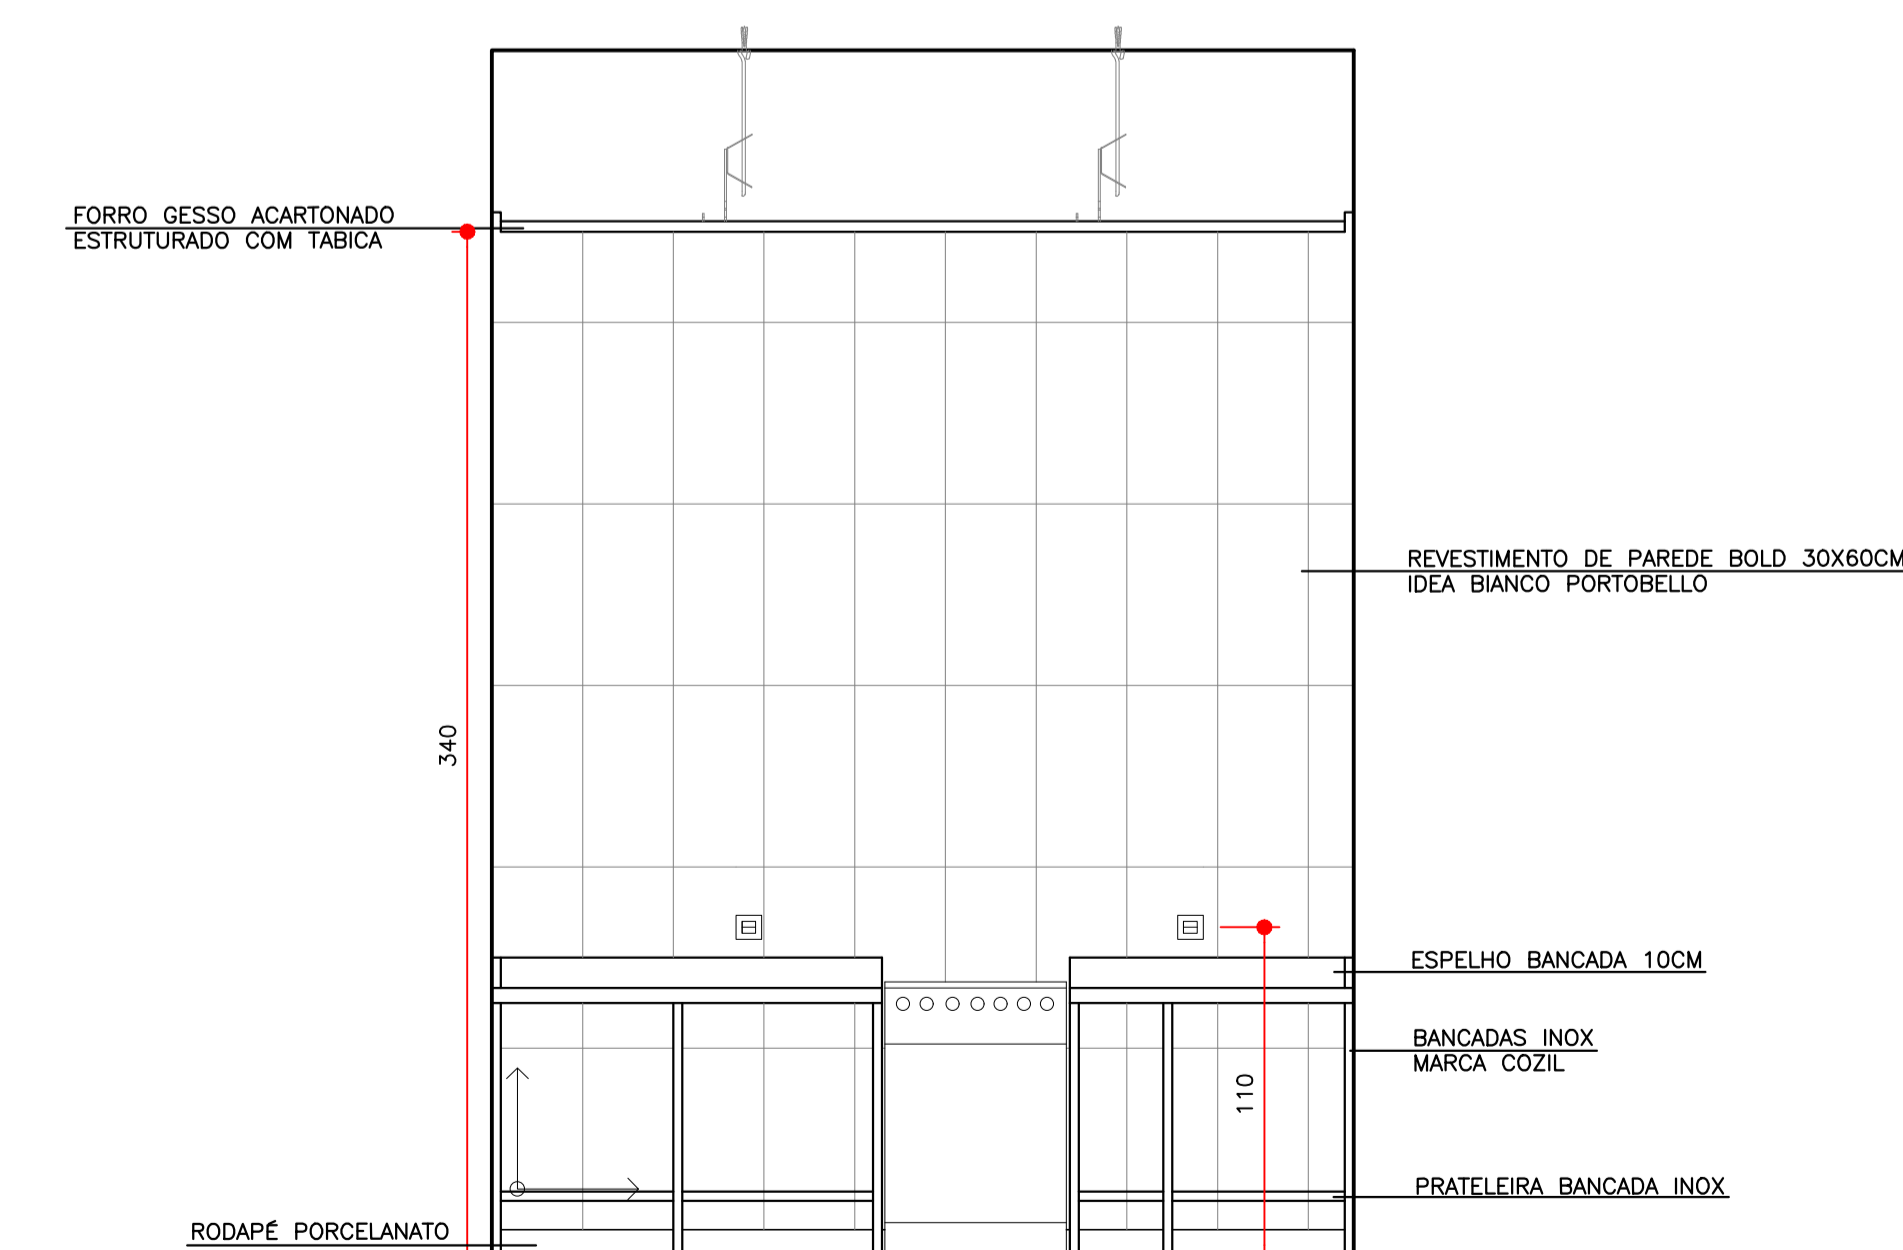 FORRO GESSO ACARTONADO
ESTRUTURADO COM TABICA
REVESTIMENTO DE PAREDE BOLD 30X60CM
IDEA BIANCO PORTOBELLO
340
ESPELHO BANCADA 10CM
BANCADAS INOX
MARCA COZIL
110
PRATELEIRA BANCADA INOX
RODAPÉ PORCELANATO